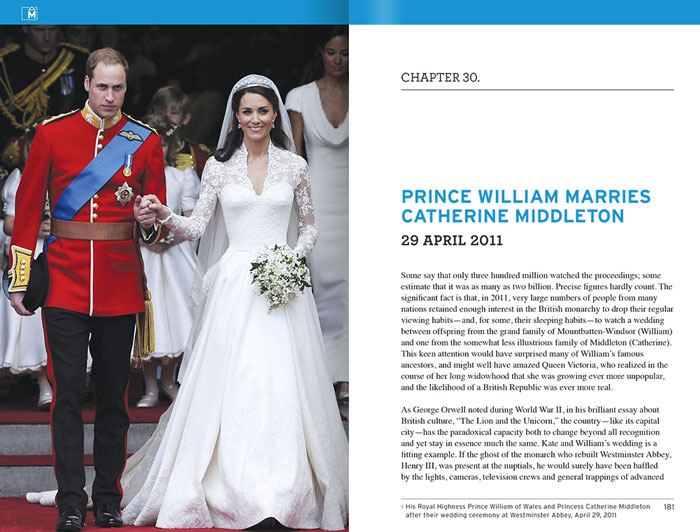 M
CHAPTER 30.
PRINCE WILLIAM MARRIES
CATHERINE MIDDLETON
29 APRIL 2011
Some say that only three hundred million watched the proceedings; some
estimate that it was as many as two billion. Precise figures hardly count. The
significant fact is that, in 2011, very large numbers of people from many
nations retained enough interest in the British monarchy to drop their regular
viewing habits—and, for some, their sleeping habits—to watch a wedding
between offspring from the grand family of Mountbatten-Windsor (William)
and one from the somewhat less illustrious family of Middleton (Catherine).
This keen attention would have surprised many of William’s famous
ancestors, and might well have amazed Queen Victoria, who realized in the
course of her long widowhood that she was growing ever more unpopular,
and the likelihood of a British Republic was ever more real.
As George Orwell noted during World War II, in his brilliant essay about
British culture, “The Lion and the Unicorn,” the country—like its capital
city—has the paradoxical capacity both to change beyond all recognition
and yet stay in essence much the same. Kate and William’s wedding is a
fitting example. If the ghost of the monarch who rebuilt Westminster Abbey,
Henry III, was present at the nuptials, he would surely have been baffled
by the lights, cameras, television crews and general trappings of advanced
‹ His Royal Highness Prince William of Wales and Princess Catherine Middleton
after their wedding ceremony at Westminster Abbey, April 29, 2011
181